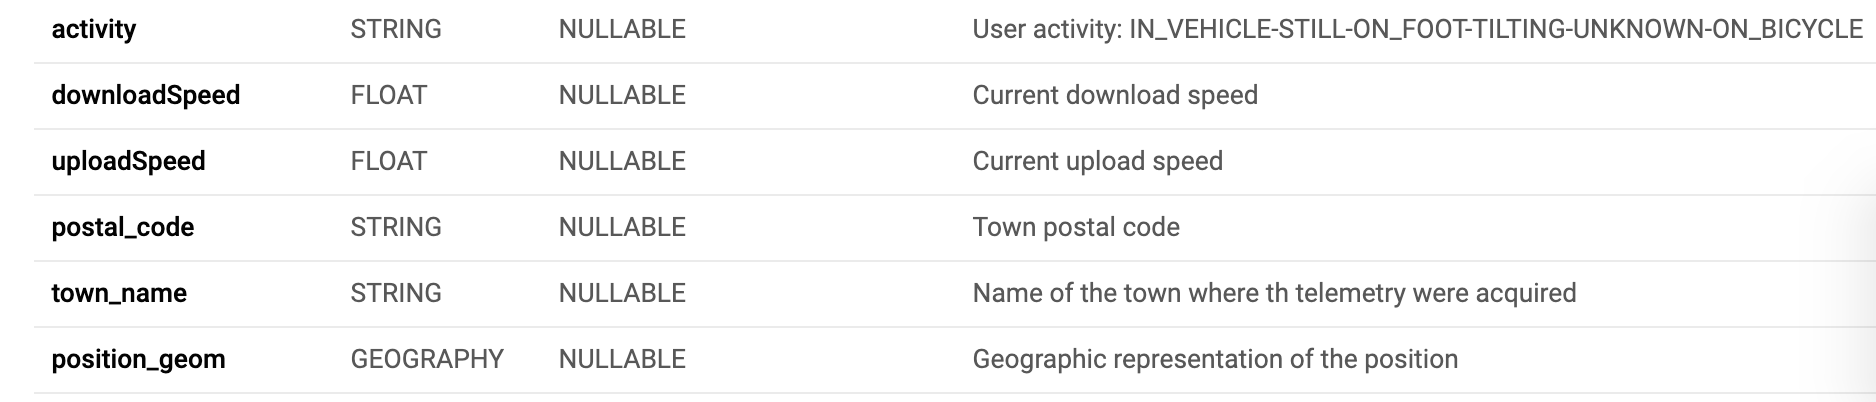 activity STRING NULLABLE User activity: IN_VEHICLE-STILL-ON_FOOT-TILTING-UNKNOWN-ON_BICYCLE
downloadSpeed FLOAT NULLABLE Current download speed
uploadSpeed FLOAT NULLABLE Current upload speed
postal_code STRING NULLABLE Town postal code
town_name STRING NULLABLE Name of the town where th telemetry were acquired
position_geom GEOGRAPHY NULLABLE Geographic representation of the position